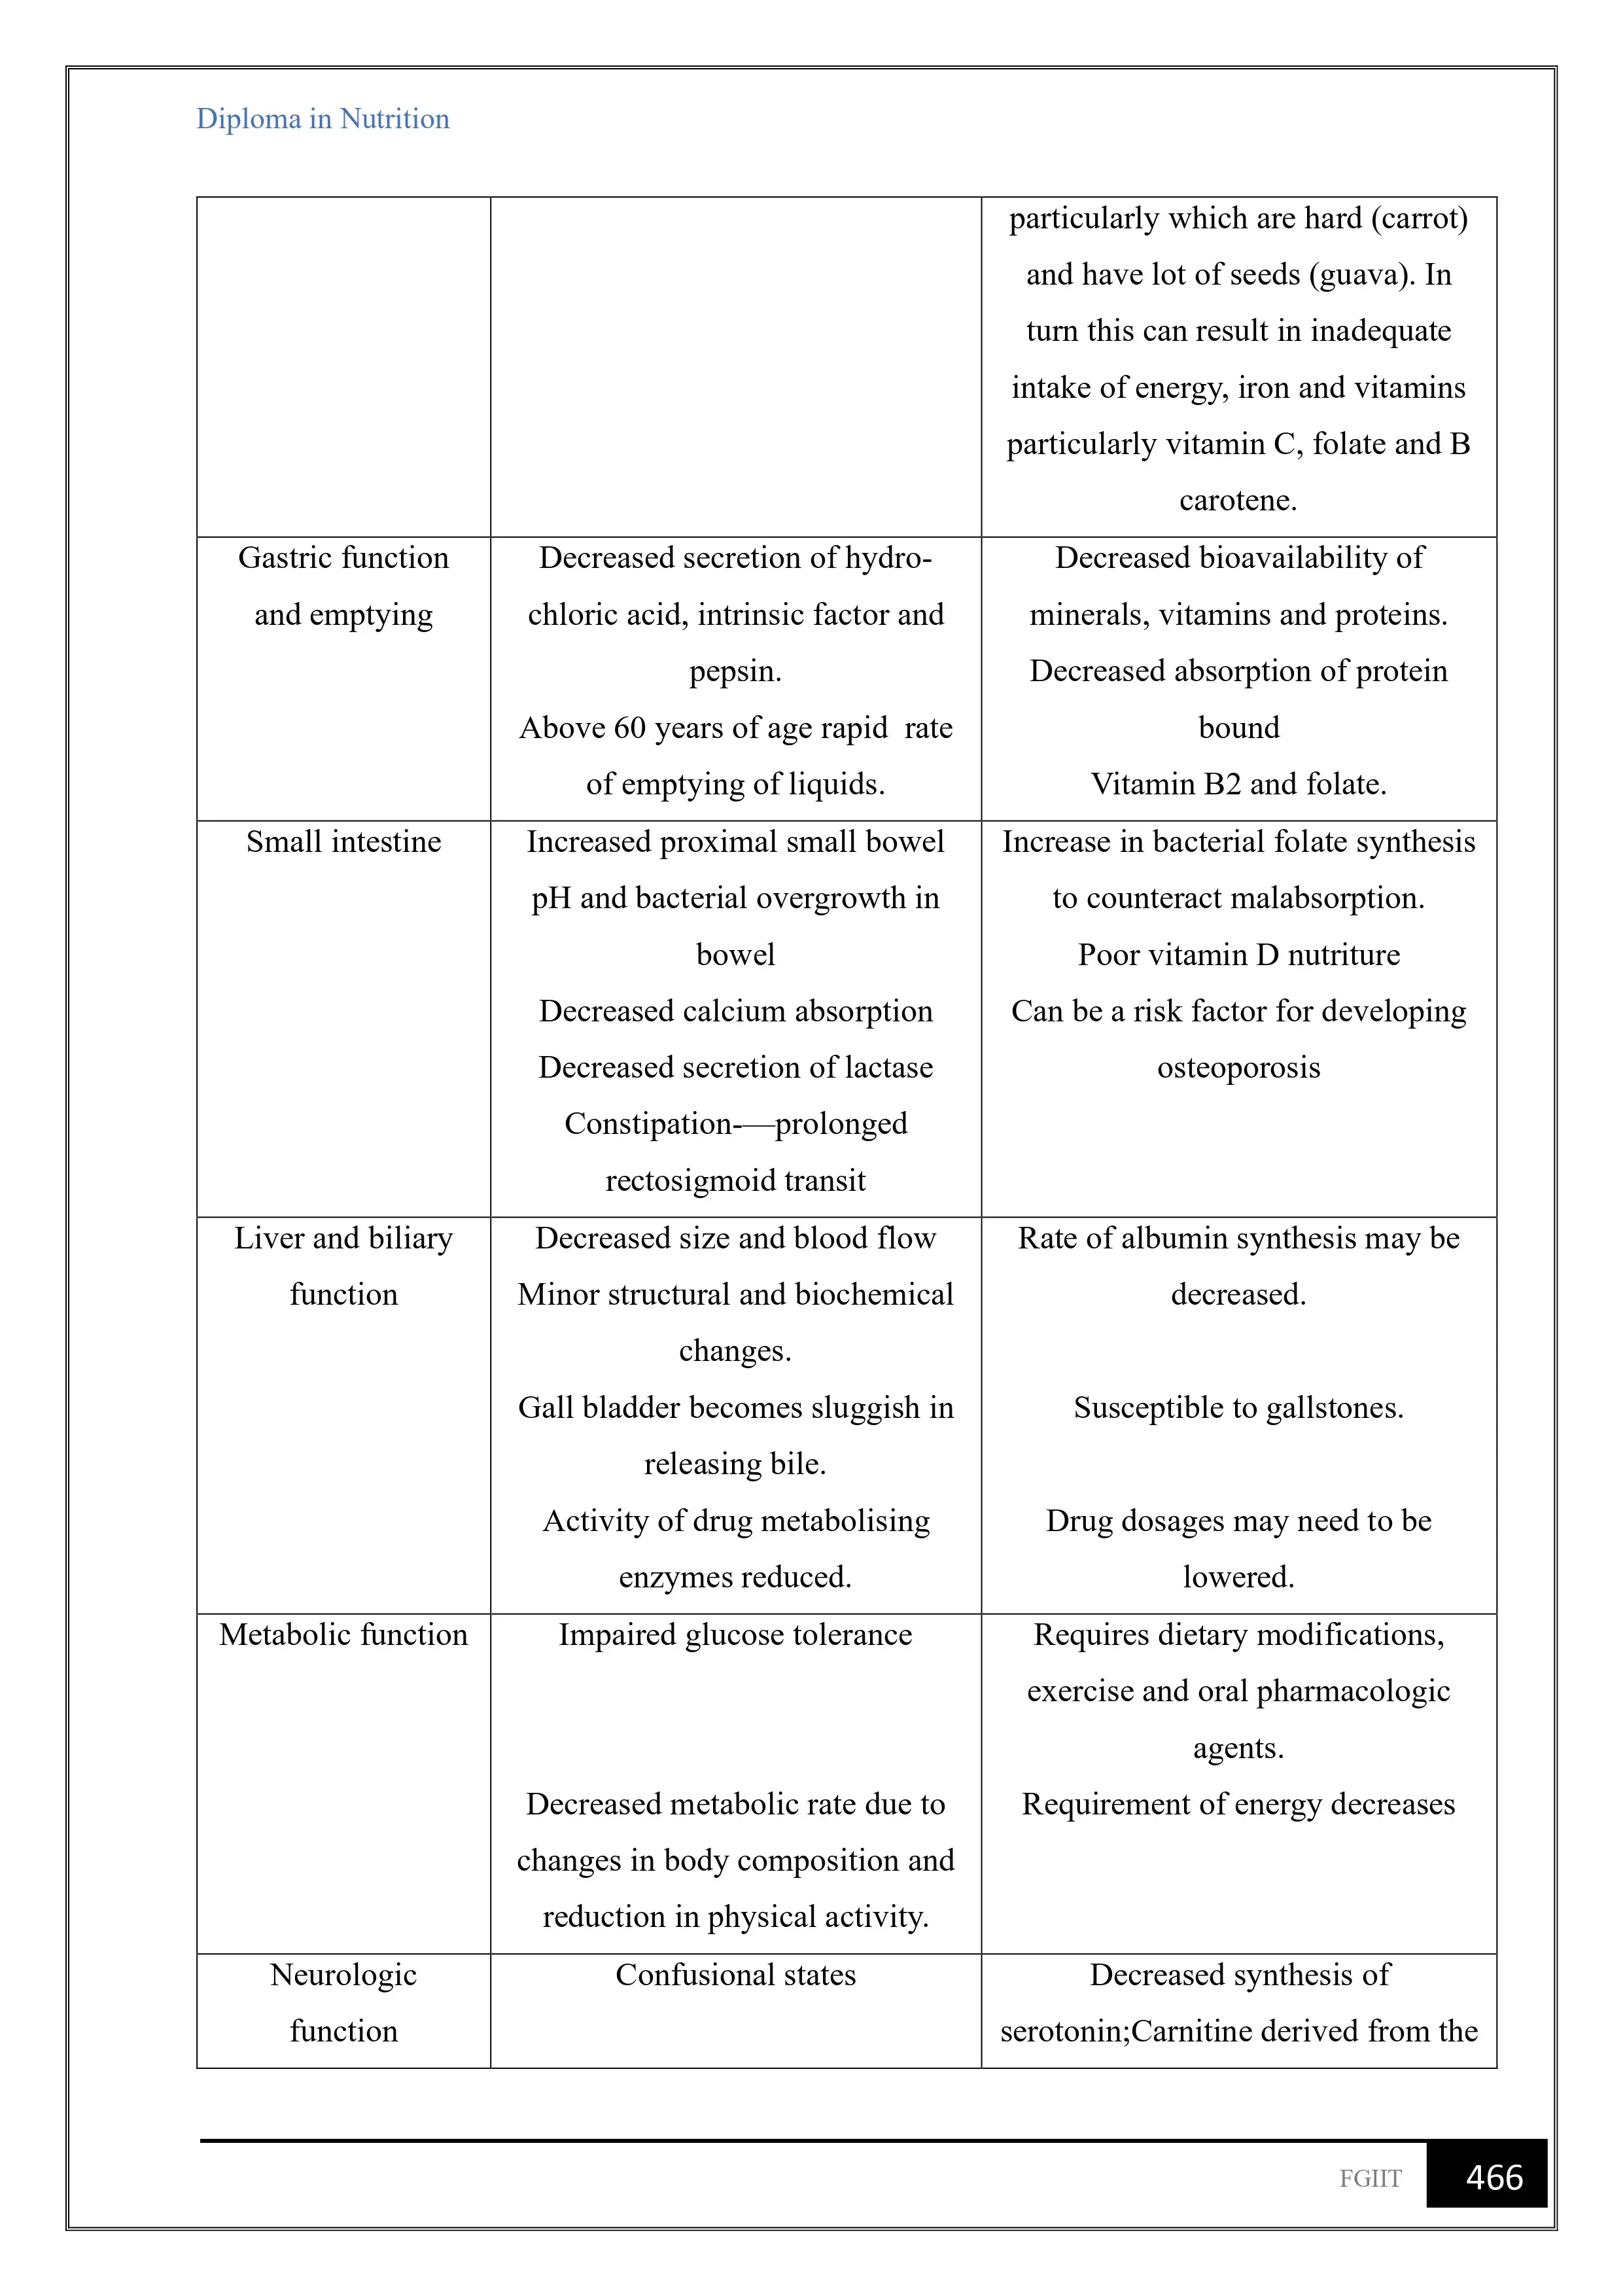 Diploma in Nutrition
particularly which are hard (carrot)
and have lot of seeds (guava). In
turn this can result in inadequate
intake of energy, iron and vitamins
particularly vitamin C, folate and B
carotene.
Gastric function
and emptying
Decreased secretion of hydro-
chloric acid, intrinsic factor and
pepsin.
Above 60 years of age rapid  rate
of emptying of liquids.
Decreased bioavailability of
minerals, vitamins and proteins.
Decreased absorption of protein
bound
Vitamin B2 and folate.
Small intestine
Increased proximal small bowel
pH and bacterial overgrowth in
bowel
Decreased calcium absorption
Decreased secretion of lactase
Constipation-—prolonged
rectosigmoid transit
Increase in bacterial folate synthesis
to counteract malabsorption.
Poor vitamin D nutriture
Can be a risk factor for developing
osteoporosis
Liver and biliary
function
Decreased size and blood flow
Minor structural and biochemical
changes.
Gall bladder becomes sluggish in
releasing bile.
Activity of drug metabolising
enzymes reduced.
Rate of albumin synthesis may be
decreased.
Susceptible to gallstones.
Drug dosages may need to be
lowered.
Metabolic function
Impaired glucose tolerance
Decreased metabolic rate due to
changes in body composition and
reduction in physical activity.
Requires dietary modifications,
exercise and oral pharmacologic
agents.
Requirement of energy decreases
Neurologic
function
Confusional states
Decreased synthesis of
serotonin;Carnitine derived from the
FGIIT
466